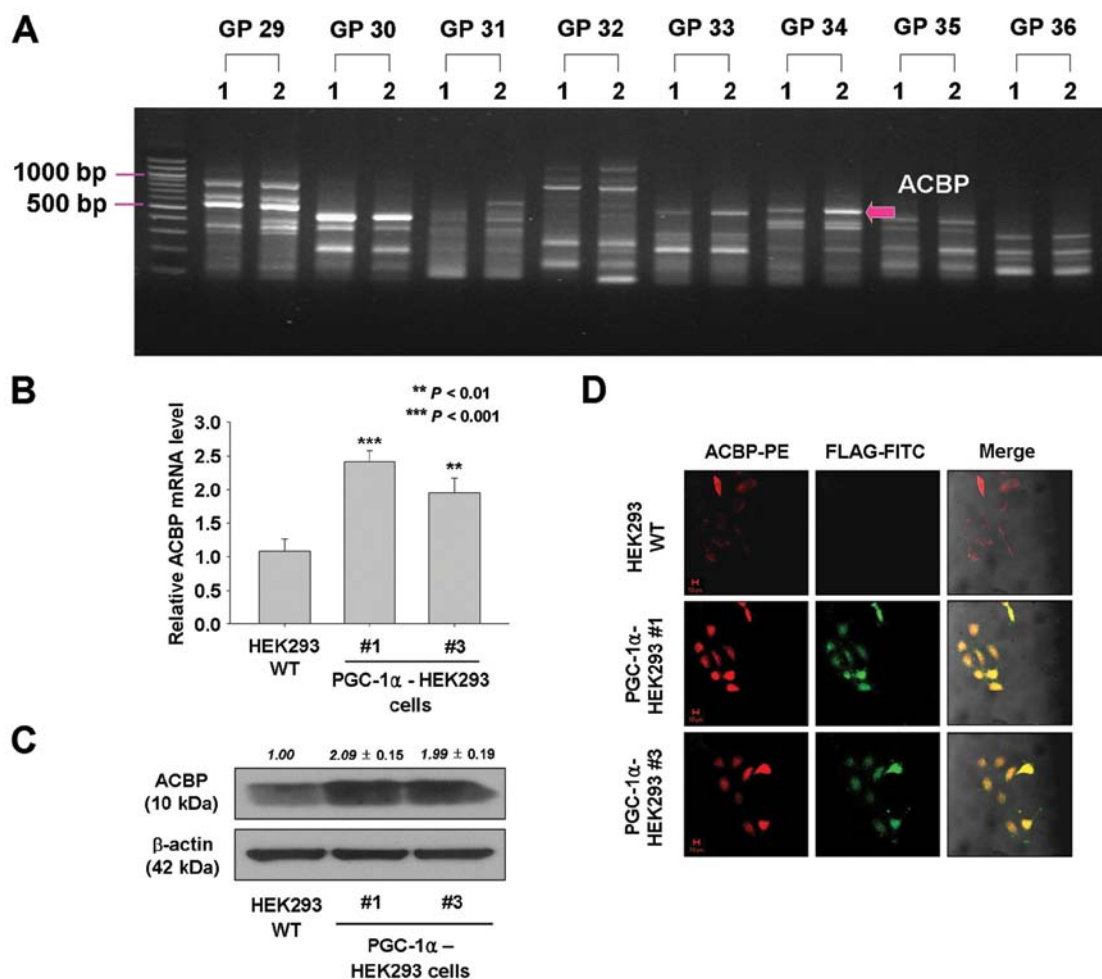 A
GP 29 GP 30 GP 31 GP 32 GP 33 GP 34 GP 35 GP 36
1 2 1 2 1 2 1 2 1 2 1 2 1 2 1 2
1000 bp
500 bp
ACBP
B
** P < 0.01
*** P < 0.001
Relative ACBP mRNA level
3.0
2.5
2.0
1.5
1.0
0.5
0.0
***
**
HEK293 WT
#1 #3
PGC-1α - HEK293 cells
C
1.00 2.09 ± 0.15 1.99 ± 0.19
ACBP
(10 kDa)
β-actin
(42 kDa)
HEK293
WT
#1 #3
PGC-1α –
HEK293 cells
D
ACBP-PE FLAG-FITC Merge
HEK293
WT
PGC-1α-
HEK293 #1
PGC-1α-
HEK293 #3